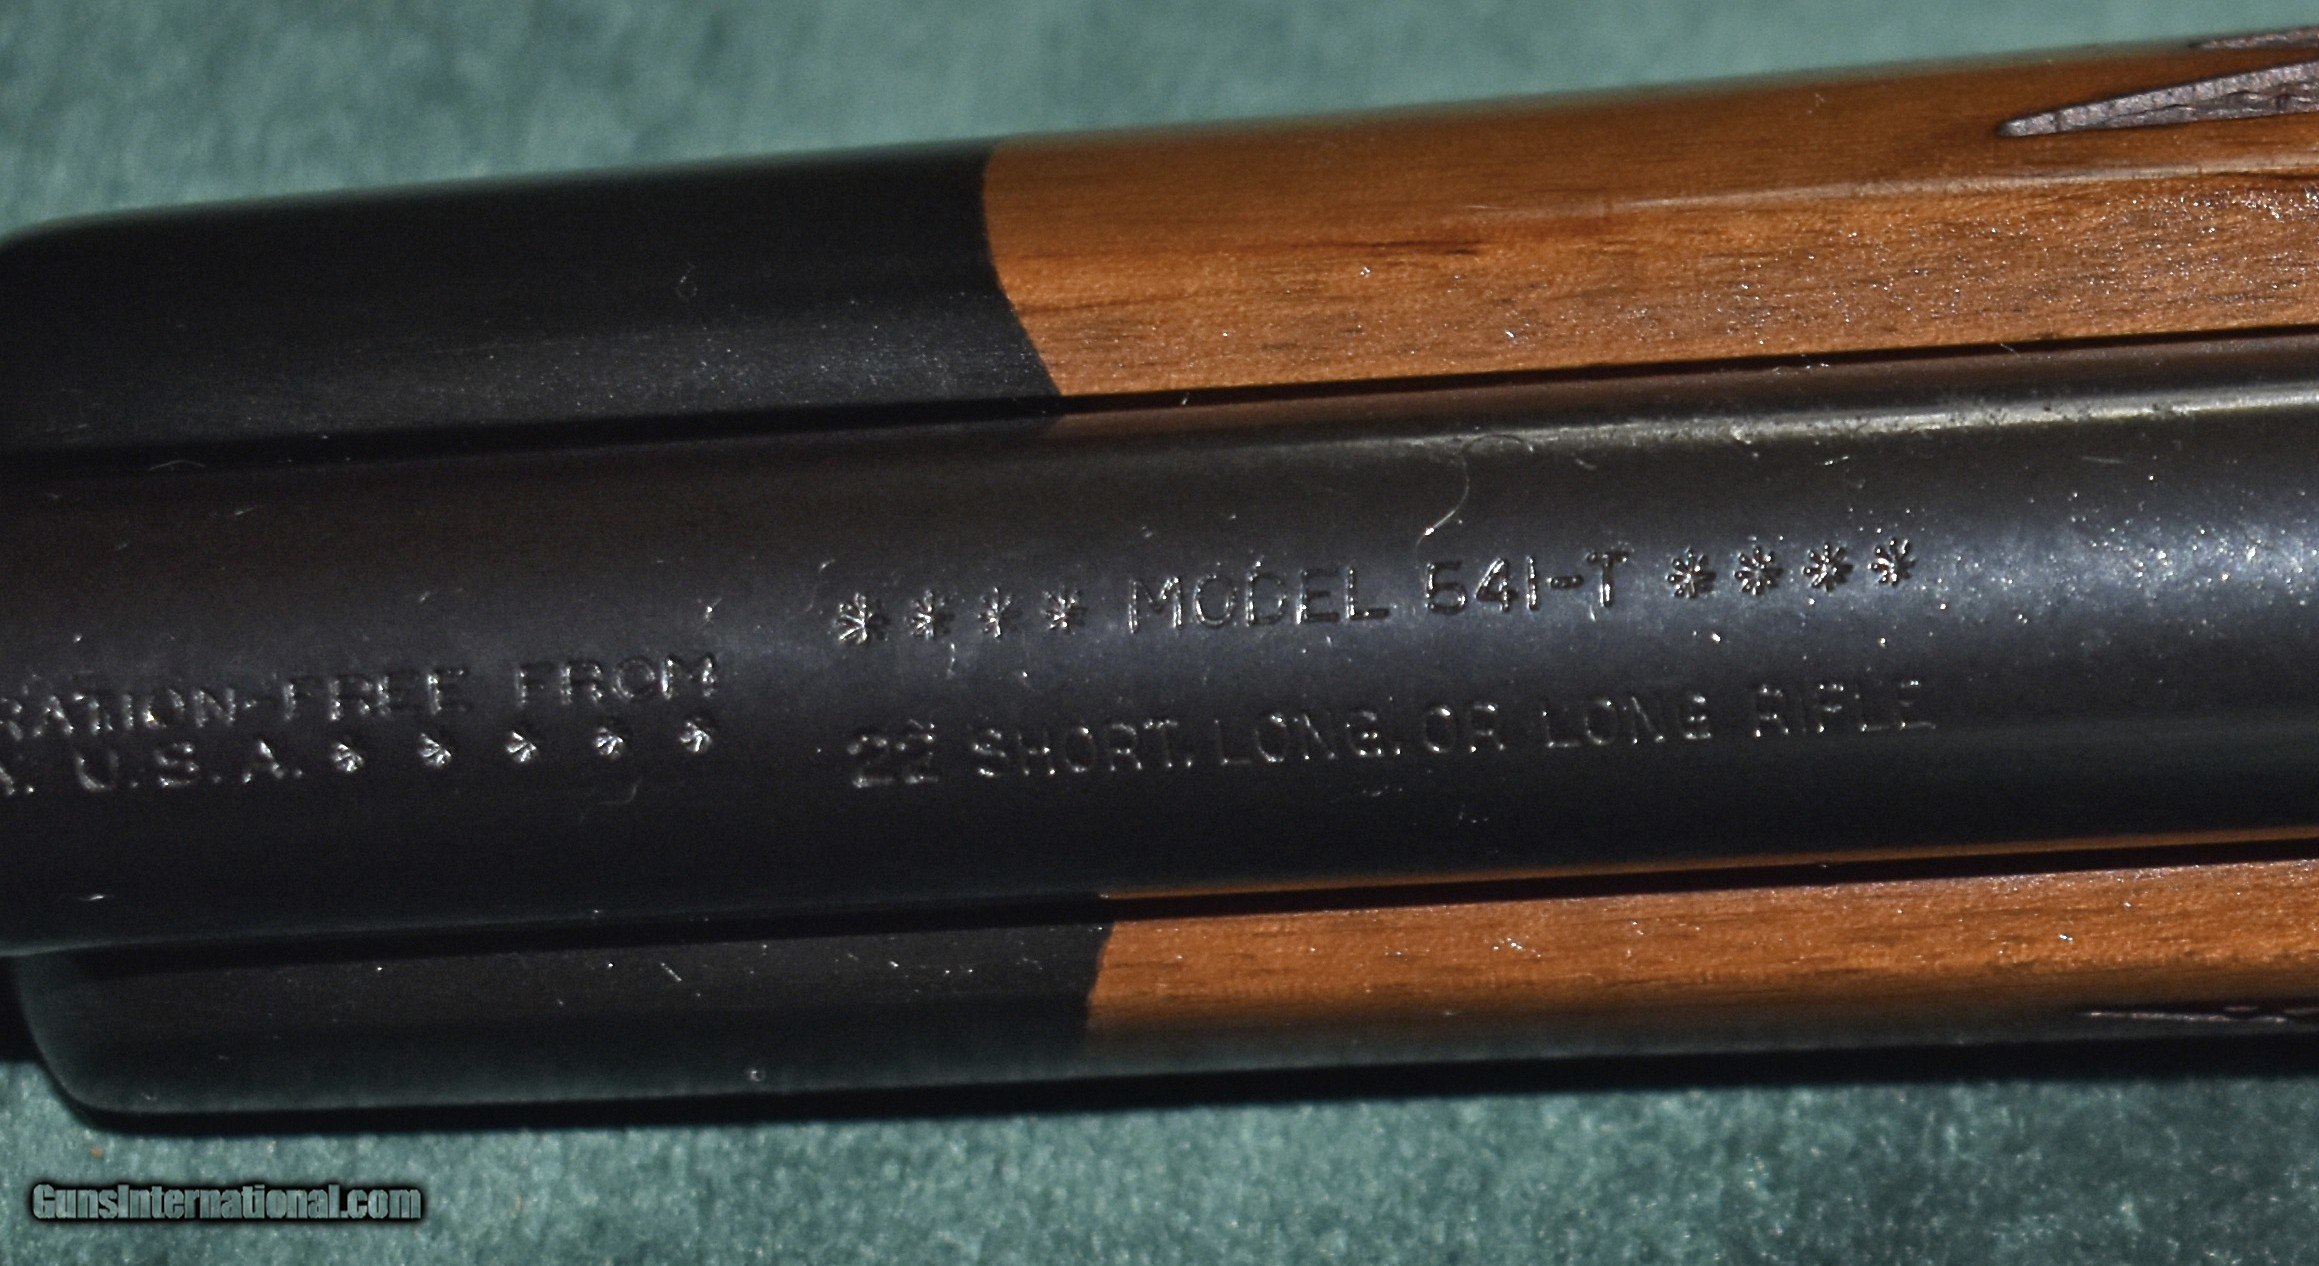 RATION-FREE FROM
A. U.S.A. * * * * *
**** MODEL 541-T ****
22 SHORT, LONG, OR LONG RIFLE
GunsInternational.com